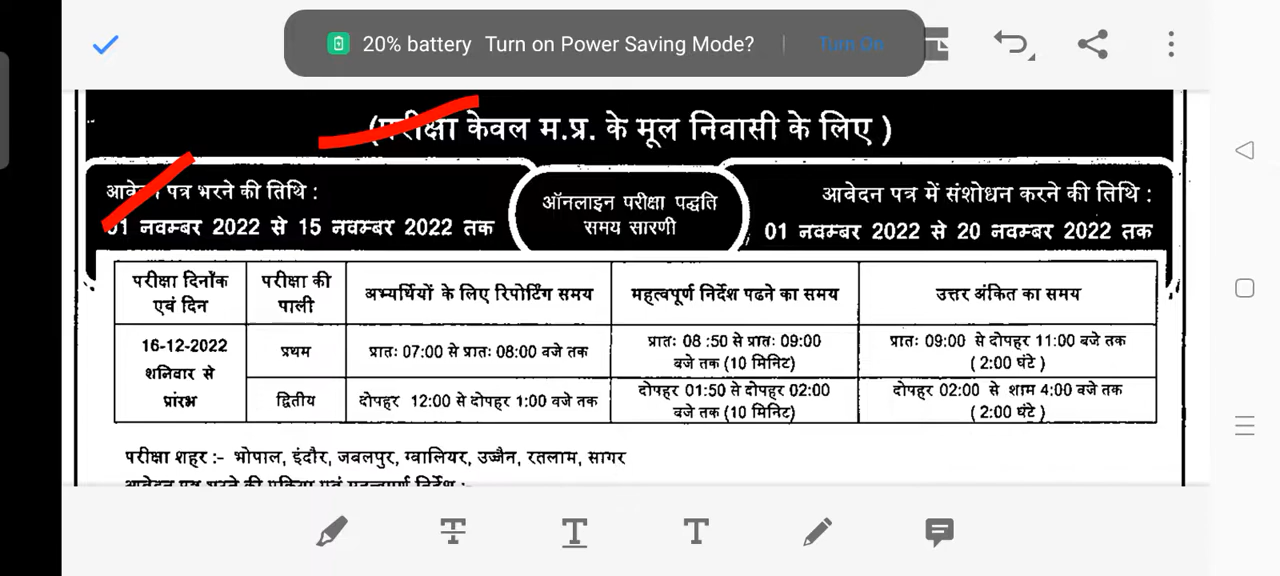 20% battery Turn on Power Saving Mode? Turn On
(परीक्षा केवल म.प्र. के मूल निवासी के लिए )
आवेदन पत्र भरने की तिथि :
01 नवम्बर 2022 से 15 नवम्बर 2022 तक
ऑनलाइन परीक्षा पद्धति
समय सारणी
आवेदन पत्र में संशोधन करने की तिथि :
01 नवम्बर 2022 से 20 नवम्बर 2022 तक
परीक्षा दिनाँक
एवं दिन
परीक्षा की
पाली
अभ्यर्थियों के लिए रिपोर्टिंग समय
महत्वपूर्ण निर्देश पढने का समय
उत्तर अंकित का समय
16-12-2022
शनिवार से
प्रांरभ
प्रथम
प्रातः 07:00 से प्रातः 08:00 बजे तक
प्रातः 08 :50 से प्रातः 09:00
बजे तक (10 मिनिट)
प्रातः 09:00 से दोपहर 11:00 बजे तक
( 2:00 घंटे )
द्वितीय
दोपहर 12:00 से दोपहर 1:00 बजे तक
दोपहर 01:50 से दोपहर 02:00
बजे तक (10 मिनिट)
दोपहर 02:00 से शाम 4:00 बजे तक
( 2:00 घंटे )
परीक्षा शहर :- भोपाल, इंदौर, जबलपुर, ग्वालियर, उज्जैन, रतलाम, सागर